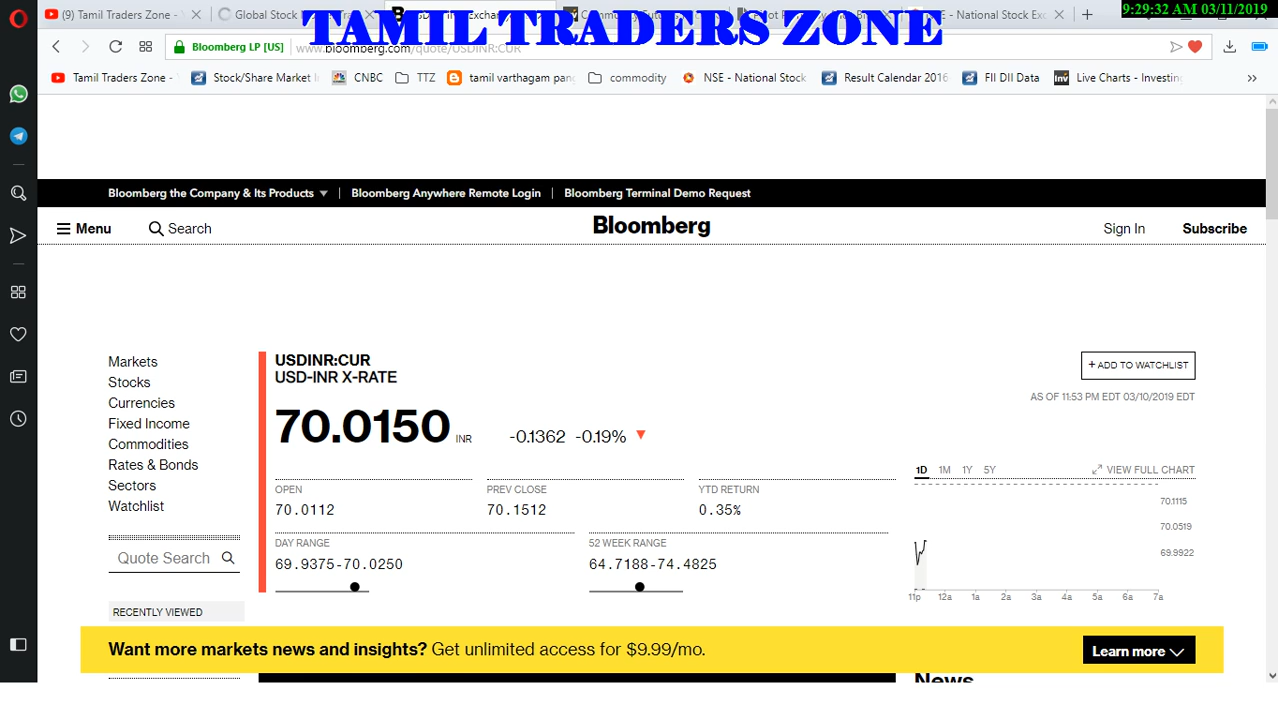 (9) Tamil Traders Zone -
Global Stock
National Stock Exc
9:29:32 AM 03/11/2019
TAMIL TRADERS ZONE
Bloomberg LP [US]
www.bloomberg.com/quote/USDINR:CUR
Tamil Traders Zone -
Stock/Share Market I
CNBC
TTZ
tamil varthagam pan
commodity
NSE - National Stock
Result Calendar 2016
FII DII Data
Live Charts - Investin
Bloomberg the Company & Its Products
Bloomberg Anywhere Remote Login
Bloomberg Terminal Demo Request
Menu
Search
Bloomberg
Sign In
Subscribe
Markets
Stocks
Currencies
Fixed Income
Commodities
Rates & Bonds
Sectors
Watchlist
Quote Search
RECENTLY VIEWED
USDINR:CUR
USD-INR X-RATE
70.0150 INR -0.1362 -0.19%
OPEN
70.0112
PREV CLOSE
70.1512
YTD RETURN
0.35%
DAY RANGE
69.9375-70.0250
52 WEEK RANGE
64.7188-74.4825
+ ADD TO WATCHLIST
AS OF 11:53 PM EDT 03/10/2019 EDT
1D 1M 1Y 5Y
VIEW FULL CHART
70.1115
70.0519
69.9922
11p 12a 1a 2a 3a 4a 5a 6a 7a
Want more markets news and insights? Get unlimited access for $9.99/mo.
Learn more
News